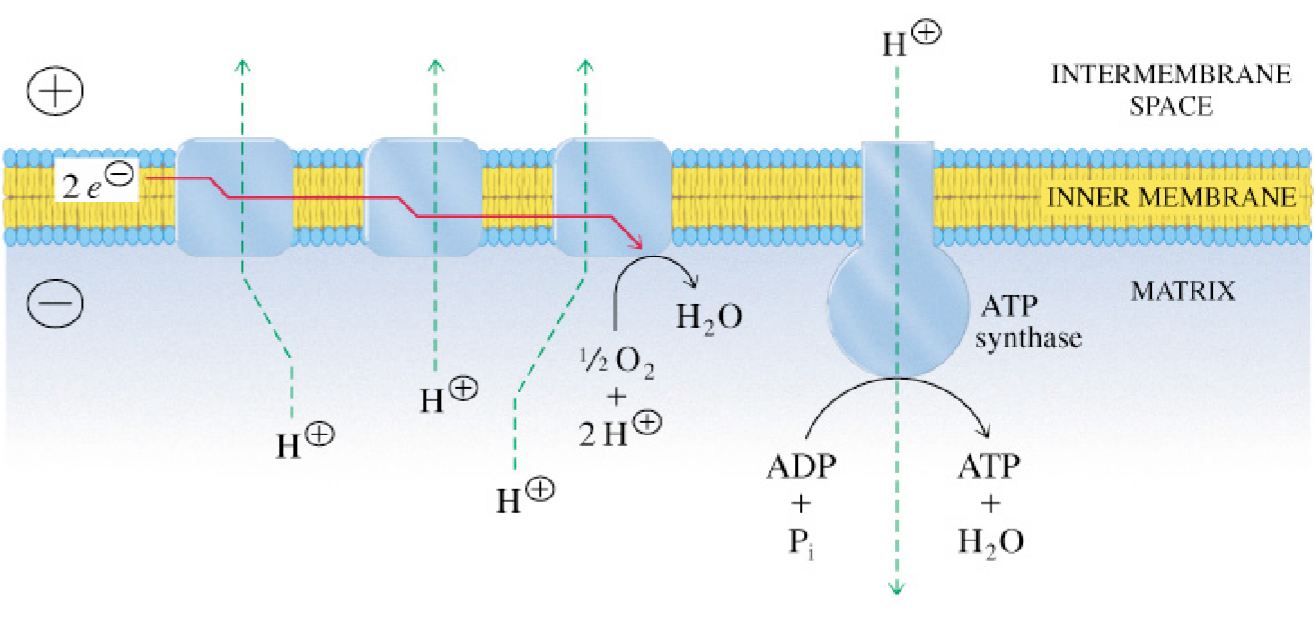 H⊕
INTERMEMBRANE
SPACE
⊕
2 e⊖
INNER MEMBRANE
⊖
MATRIX
H₂O
ATP
synthase
½ O₂
+
2 H⊕
H⊕
H⊕
H⊕
ADP
+
Pᵢ
ATP
+
H₂O